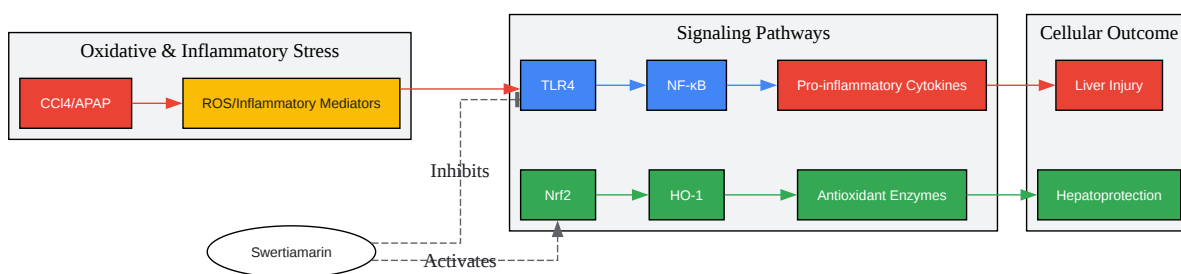 Oxidative & Inflammatory Stress
CCl4/APAP
ROS/Inflammatory Mediators
Signaling Pathways
TLR4
NF-κB
Pro-inflammatory Cytokines
Nrf2
HO-1
Antioxidant Enzymes
Cellular Outcome
Liver Injury
Hepatoprotection
Inhibits
Swertiamarin
Activates